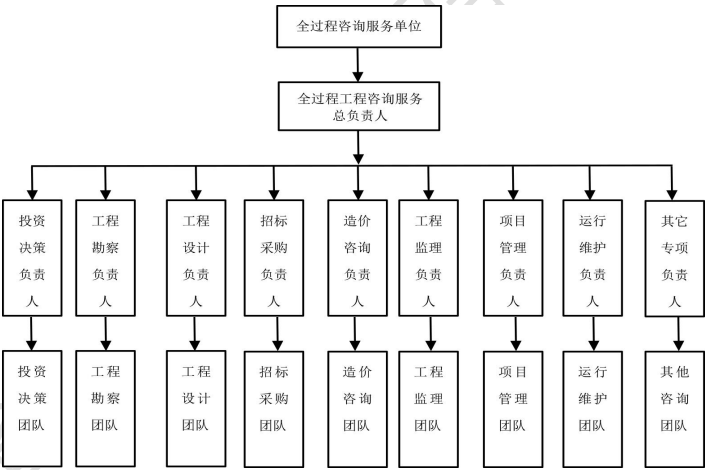 全过程咨询服务单位
全过程工程咨询服务
总负责人
投资
决策
负责
人
工程
勘察
负责
人
工程
设计
负责
人
招标
采购
负责
人
造价
咨询
负责
人
工程
监理
负责
人
项目
管理
负责
人
运行
维护
负责
人
其它
专项
负责
人
投资
决策
团队
工程
勘察
团队
工程
设计
团队
招标
采购
团队
造价
咨询
团队
工程
监理
团队
项目
管理
团队
运行
维护
团队
其他
咨询
团队